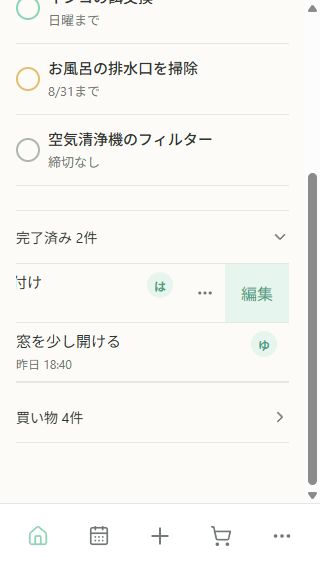 日曜まで
お風呂の排水口を掃除
8/31まで
空気清浄機のフィルター
締切なし
完了済み 2件
付け
は
編集
窓を少し開ける
ゆ
昨日 18:40
買い物 4件